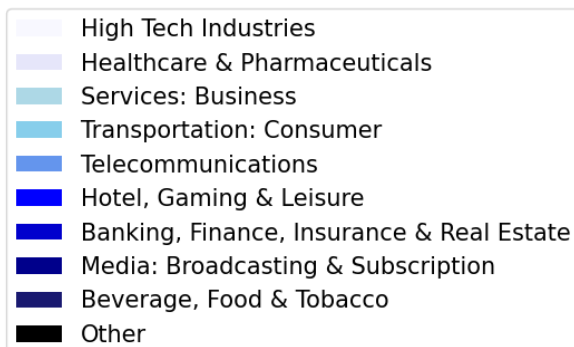 High Tech Industries
Healthcare & Pharmaceuticals
Services: Business
Transportation: Consumer
Telecommunications
Hotel, Gaming & Leisure
Banking, Finance, Insurance & Real Estate
Media: Broadcasting & Subscription
Beverage, Food & Tobacco
Other